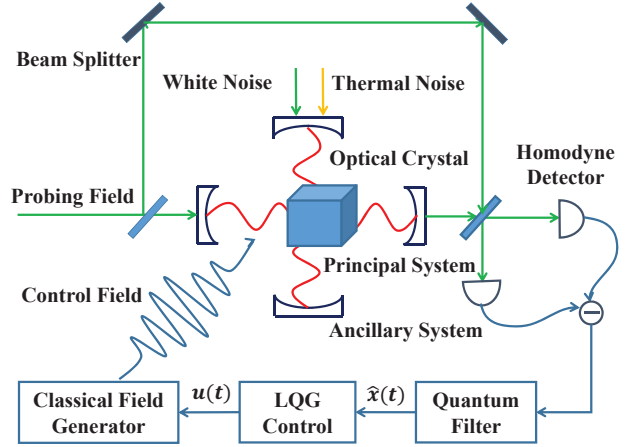 Beam Splitter
White Noise
Thermal Noise
Optical Crystal
Homodyne
Detector
Probing Field
Principal System
Control Field
Ancillary System
Classical Field
Generator
u(t)
LQG
Control
x̂(t)
Quantum
Filter